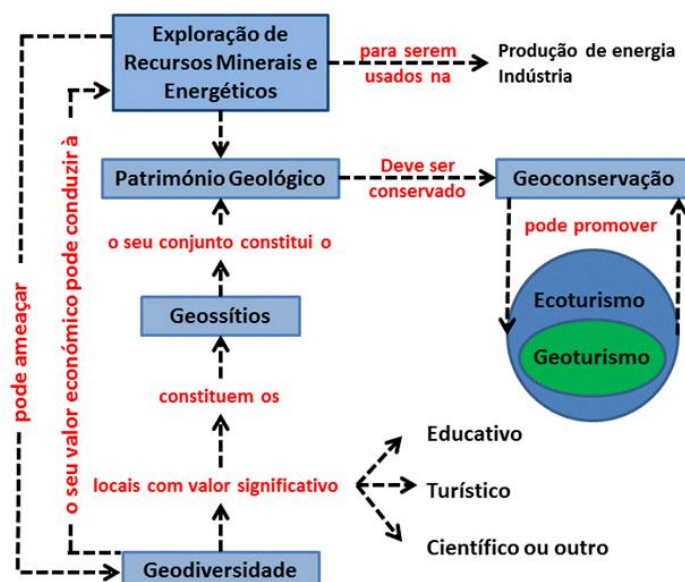 Exploração de
Recursos Minerais e
Energéticos
para serem
usados na
Produção de energia
Indústria
Património Geológico
Deve ser
conservado
Geoconservação
o seu conjunto constitui o
pode promover
Geossítios
Ecoturismo
Geoturismo
constituem os
pode ameaçar
o seu valor económico pode conduzir à
locais com valor significativo
Educativo
Turístico
Científico ou outro
Geodiversidade